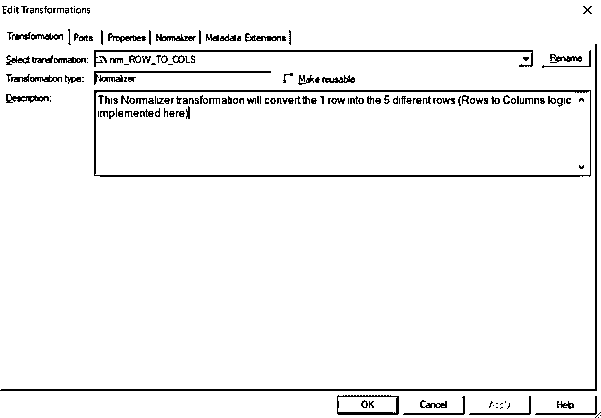 Edit Transformations
Transformation Ports Properties Normalizer Metadata Extensions
Select transformation: nrm_ROW_TO_COLS Rename
Transformation type: Normalizer Make reusable
Description: This Normalizer transformation will convert the 1 row into the 5 different rows (Rows to Columns logic
implemented here)
OK Cancel Apply Help